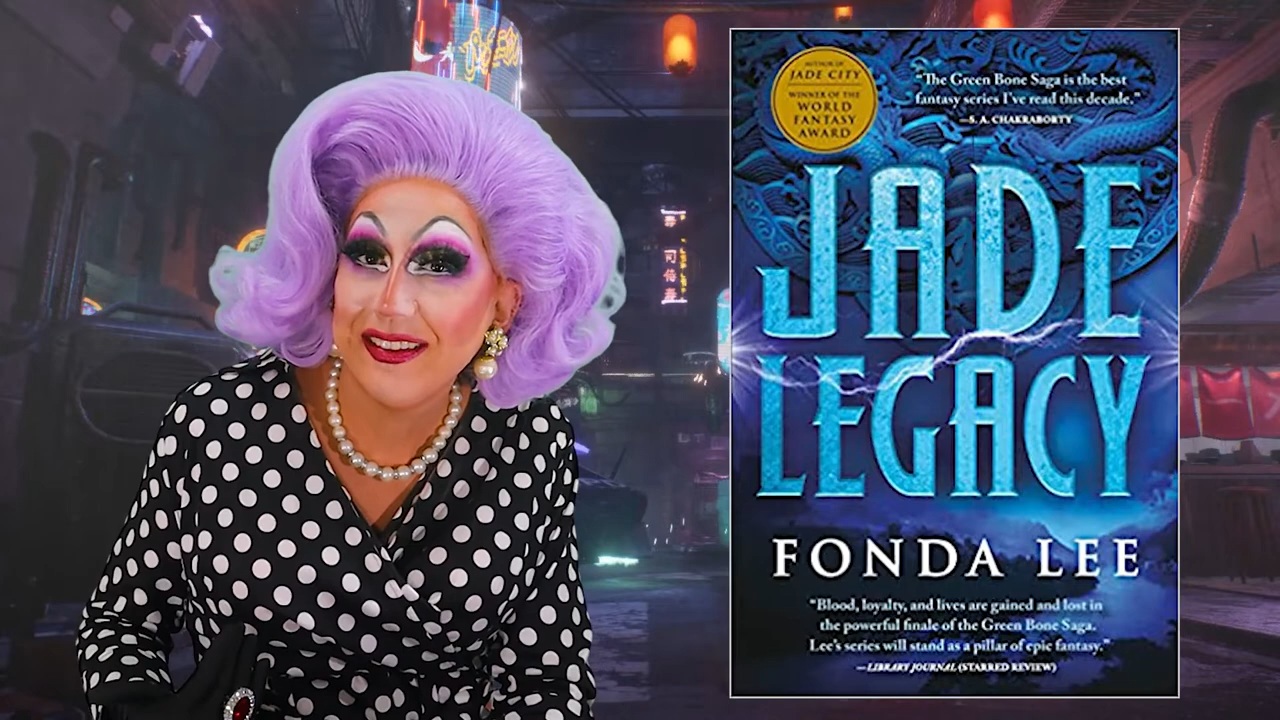 AUTHOR OF
JADE CITY
WINNER OF THE
WORLD
FANTASY
AWARD
“The Green Bone Saga is the best
fantasy series I’ve read this decade.”
—S. A. CHAKRABORTY
JADE
LEGACY
FONDA LEE
“Blood, loyalty, and lives are gained and lost in
the powerful finale of the Green Bone Saga.
Lee’s series will stand as a pillar of epic fantasy.”
—LIBRARY JOURNAL (STARRED REVIEW)